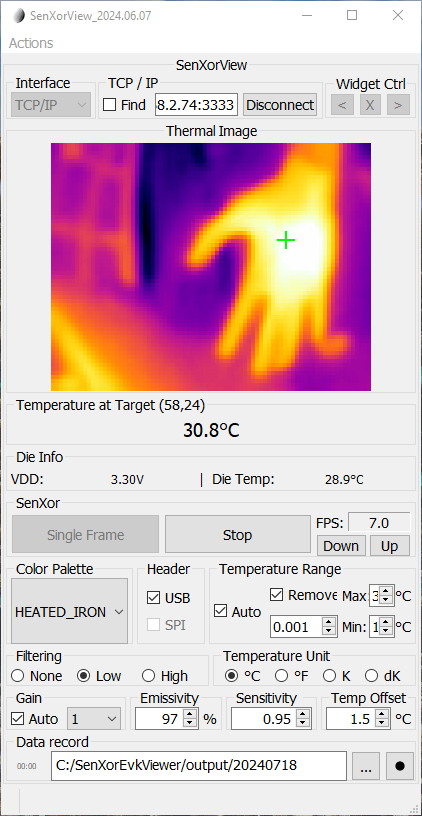 SenXorView_2024.06.07
Actions
SenXorView
Interface
TCP / IP
Widget Ctrl
TCP/IP
Find
8.2.74:3333
Disconnect
<
X
>
Thermal Image
Temperature at Target (58,24)
30.8°C
Die Info
VDD:
3.30V
Die Temp:
28.9°C
SenXor
Single Frame
Stop
FPS:
7.0
Down
Up
Color Palette
Header
Temperature Range
HEATED_IRON
USB
SPI
Auto
Remove
Max:
3
°C
0.001
Min:
1
°C
Filtering
Temperature Unit
None
Low
High
°C
°F
K
dK
Gain
Emissivity
Sensitivity
Temp Offset
Auto
1
97
%
0.95
1.5
°C
Data record
00:00
C:/SenXorEvkViewer/output/20240718
...